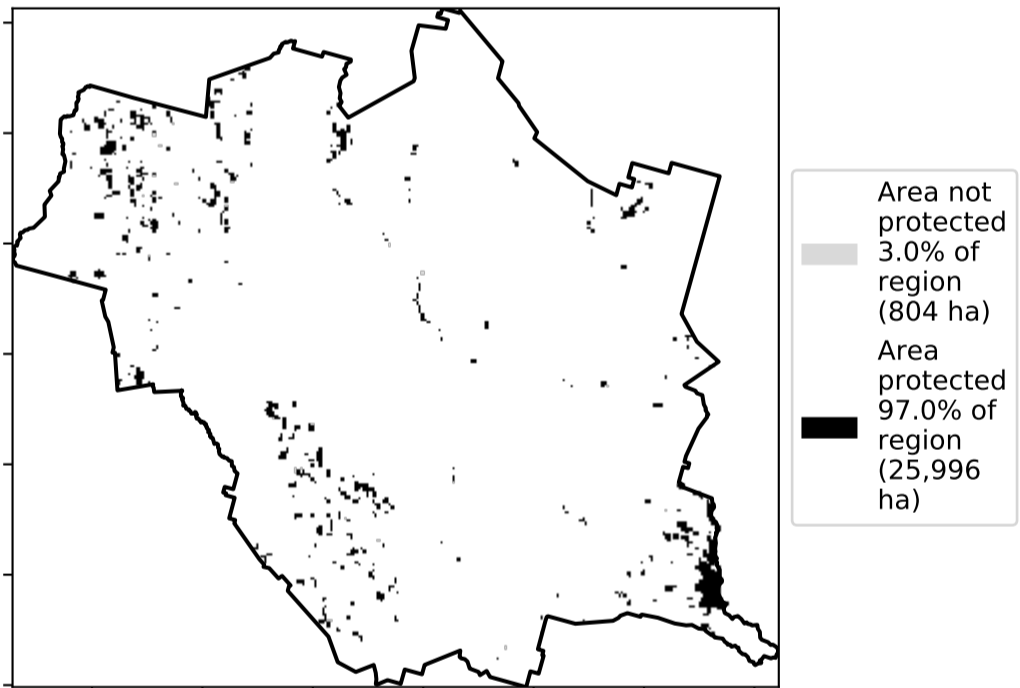 Area not
protected
3.0% of
region
(804 ha)
Area
protected
97.0% of
region
(25,996
ha)